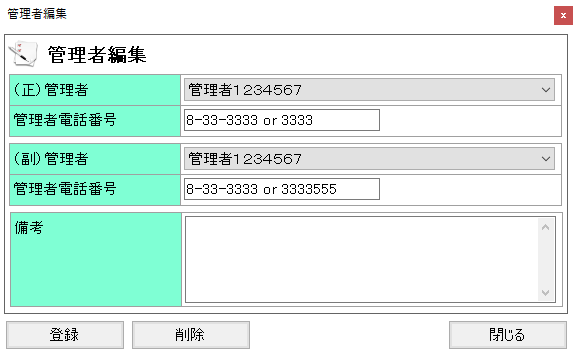 管理者編集
x
管理者編集
（正）管理者 管理者１２３４５６７
管理者電話番号 8-33-3333 or 3333
（副）管理者 管理者１２３４５６７
管理者電話番号 8-33-3333 or 3333555
備考
登録 削除 閉じる